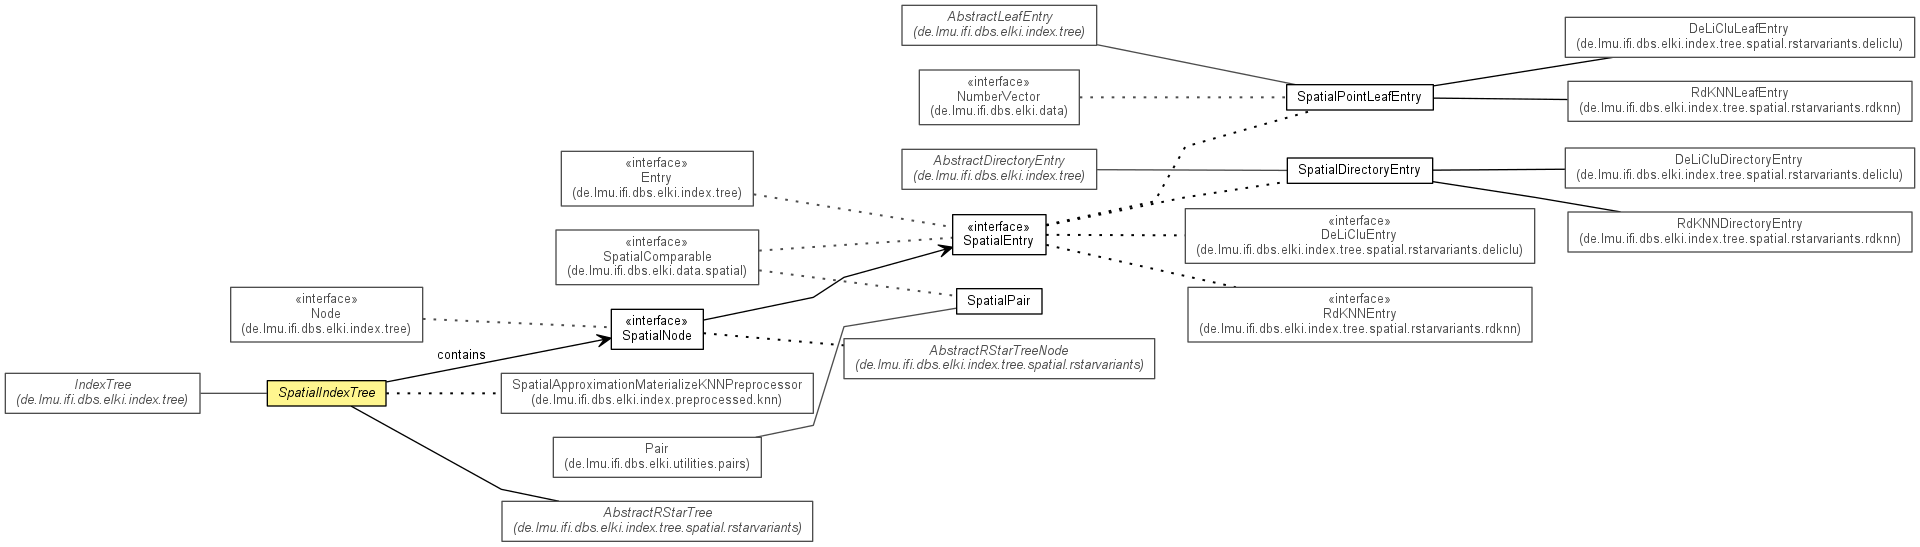 AbstractLeafEntry
(de.lmu.ifi.dbs.elki.index.tree)
DeLiCluLeafEntry
(de.lmu.ifi.dbs.elki.index.tree.spatial.rstarvariants.deliclu)
«interface»
NumberVector
(de.lmu.ifi.dbs.elki.data)
SpatialPointLeafEntry
RdKNNLeafEntry
(de.lmu.ifi.dbs.elki.index.tree.spatial.rstarvariants.rdknn)
«interface»
Entry
(de.lmu.ifi.dbs.elki.index.tree)
AbstractDirectoryEntry
(de.lmu.ifi.dbs.elki.index.tree)
SpatialDirectoryEntry
DeLiCluDirectoryEntry
(de.lmu.ifi.dbs.elki.index.tree.spatial.rstarvariants.deliclu)
«interface»
SpatialComparable
(de.lmu.ifi.dbs.elki.data.spatial)
«interface»
SpatialEntry
«interface»
DeLiCluEntry
(de.lmu.ifi.dbs.elki.index.tree.spatial.rstarvariants.deliclu)
RdKNNDirectoryEntry
(de.lmu.ifi.dbs.elki.index.tree.spatial.rstarvariants.rdknn)
«interface»
Node
(de.lmu.ifi.dbs.elki.index.tree)
«interface»
SpatialNode
SpatialPair
«interface»
RdKNNEntry
(de.lmu.ifi.dbs.elki.index.tree.spatial.rstarvariants.rdknn)
contains
AbstractRStarTreeNode
(de.lmu.ifi.dbs.elki.index.tree.spatial.rstarvariants)
IndexTree
(de.lmu.ifi.dbs.elki.index.tree)
SpatialIndexTree
SpatialApproximationMaterializeKNNPreprocessor
(de.lmu.ifi.dbs.elki.index.preprocessed.knn)
Pair
(de.lmu.ifi.dbs.elki.utilities.pairs)
AbstractRStarTree
(de.lmu.ifi.dbs.elki.index.tree.spatial.rstarvariants)